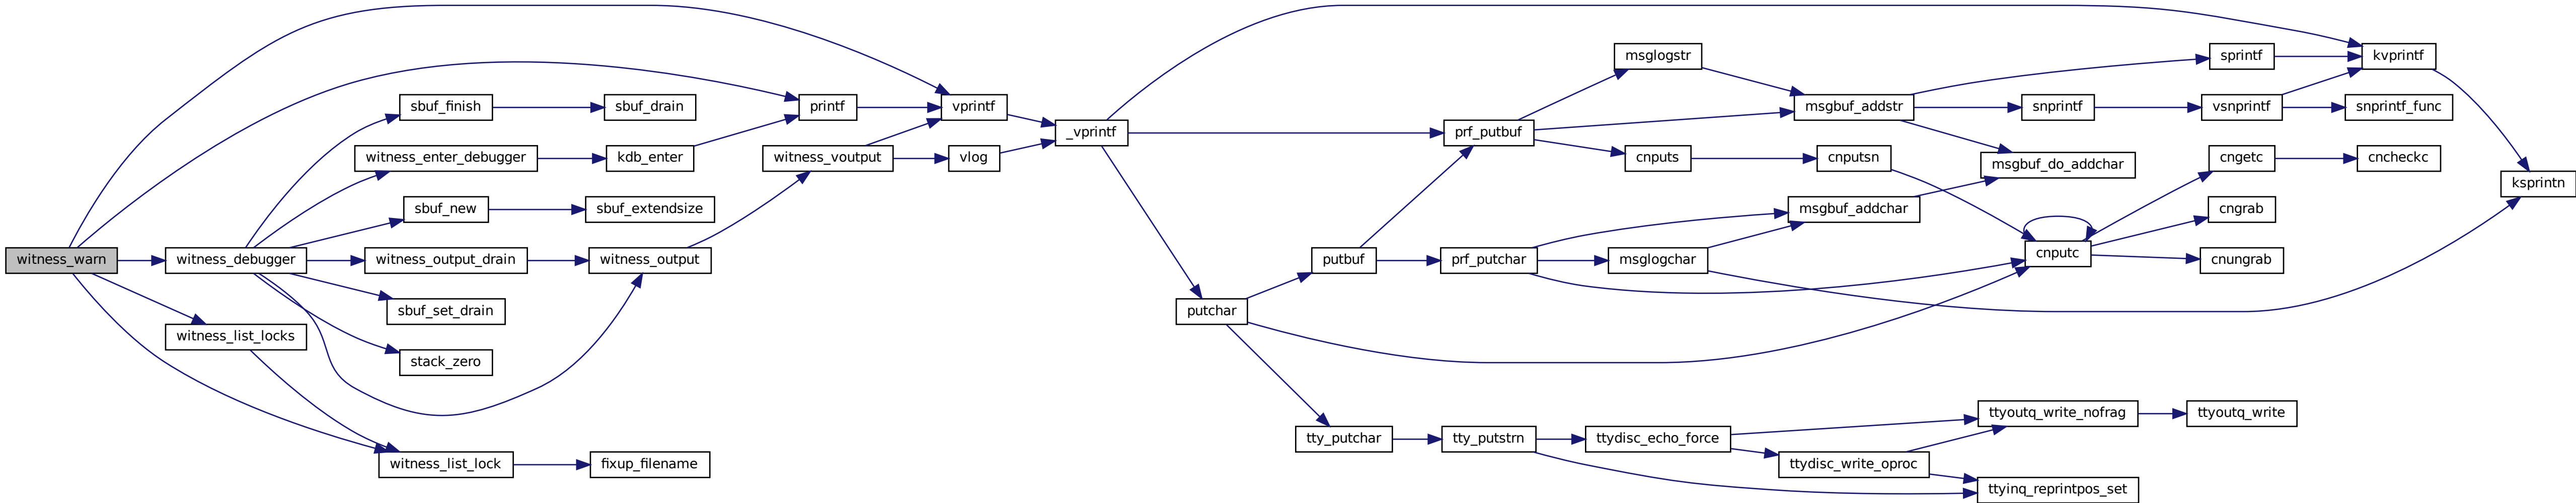 witness_warn
witness_debugger
witness_list_locks
sbuf_finish
witness_enter_debugger
sbuf_new
witness_output_drain
sbuf_set_drain
stack_zero
witness_list_lock
sbuf_drain
kdb_enter
sbuf_extendsize
witness_output
fixup_filename
printf
witness_voutput
vprintf
vlog
_vprintf
putchar
putbuf
tty_putchar
prf_putbuf
prf_putchar
tty_putstrn
msglogstr
cnputs
msglogchar
ttydisc_echo_force
msgbuf_addstr
cnputsn
msgbuf_addchar
ttydisc_write_oproc
snprintf
msgbuf_do_addchar
cnputc
ttyoutq_write_nofrag
ttyinq_reprintpos_set
sprintf
vsnprintf
cngetc
cngrab
cnungrab
ttyoutq_write
kvprintf
snprintf_func
cncheckc
ksprintn